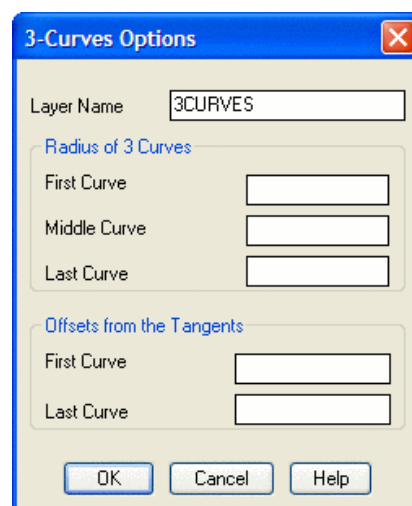 3-Curves Options
Layer Name 3CURVES
Radius of 3 Curves
First Curve
Middle Curve
Last Curve
Offsets from the Tangents
First Curve
Last Curve
OK Cancel Help